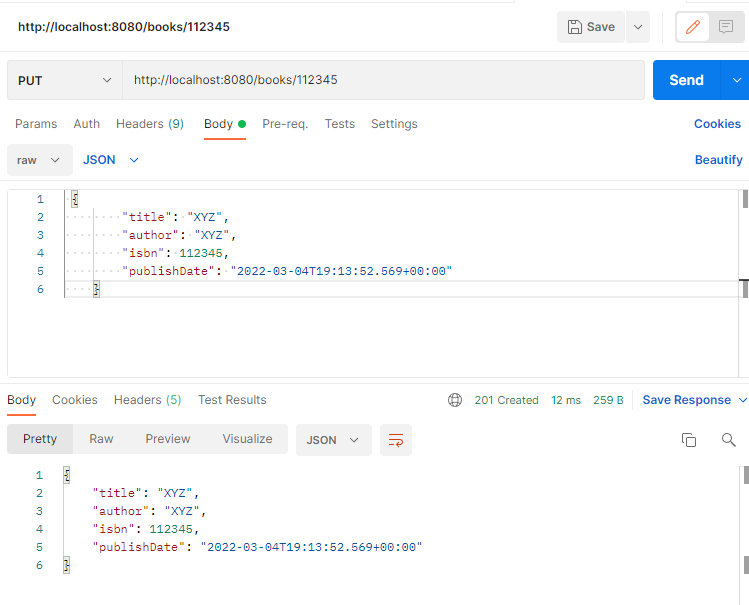 http://localhost:8080/books/112345
Save
PUT
http://localhost:8080/books/112345
Send
Params Auth Headers (9) Body Pre-req. Tests Settings Cookies
raw JSON Beautify
1 {
2 "title": "XYZ",
3 "author": "XYZ",
4 "isbn": 112345,
5 "publishDate": "2022-03-04T19:13:52.569+00:00"
6 }
Body Cookies Headers (5) Test Results 201 Created 12 ms 259 B Save Response
Pretty Raw Preview Visualize JSON
1 {
2 "title": "XYZ",
3 "author": "XYZ",
4 "isbn": 112345,
5 "publishDate": "2022-03-04T19:13:52.569+00:00"
6 }